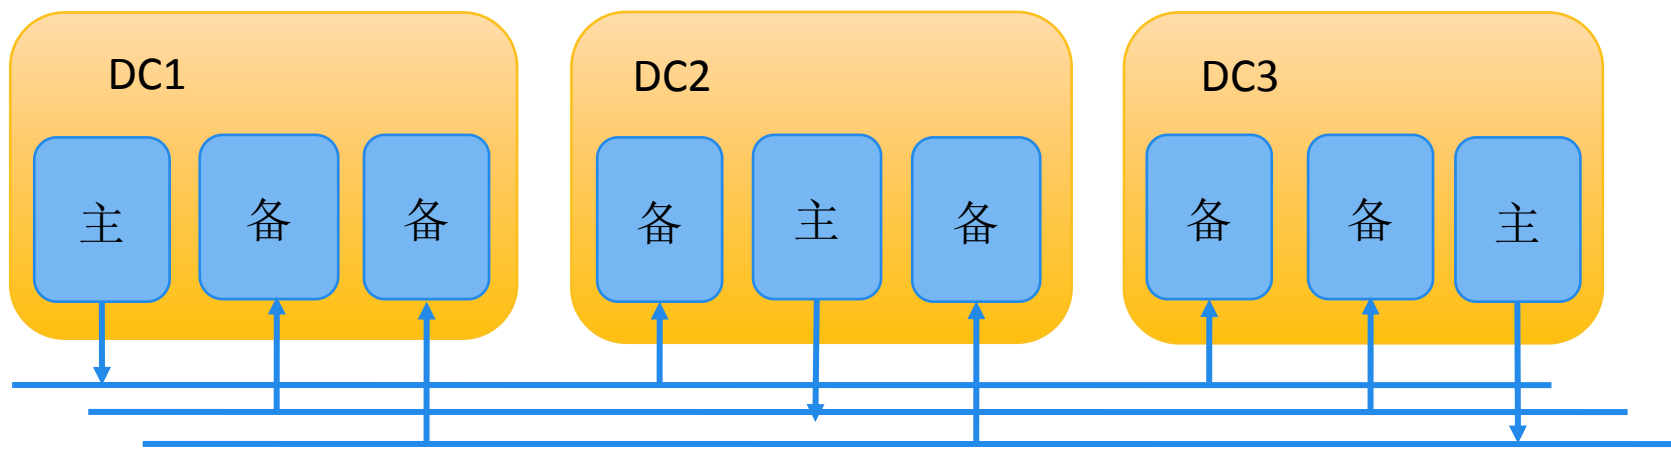 DC1
主 备 备
DC2
备 主 备
DC3
备 备 主